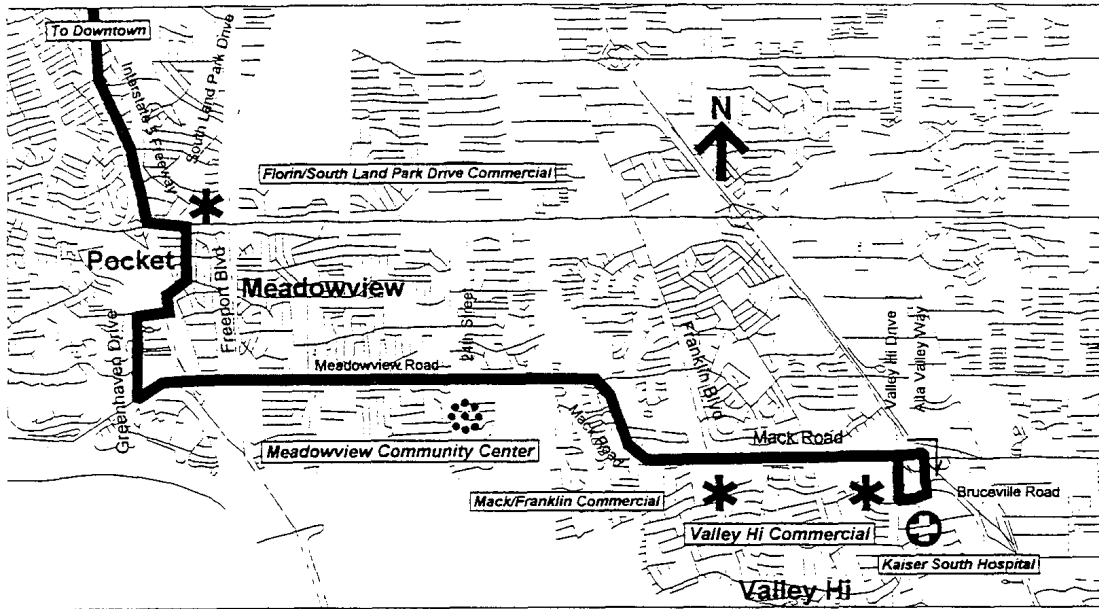 To Downtown
Interstate 5 Freeway
South Land Park Drive
N
Florin/South Land Park Drive Commercial
Pocket
Freeport Blvd
Meadowview
24th Street
Greenhaven Drive
Meadowview Road
Franklin Blvd
Valley Hi Drive
Alta Valley Way
Mack Road
Meadowview Community Center
Mack Road
Mack/Franklin Commercial
Bruceville Road
Valley Hi Commercial
Kaiser South Hospital
Valley Hi